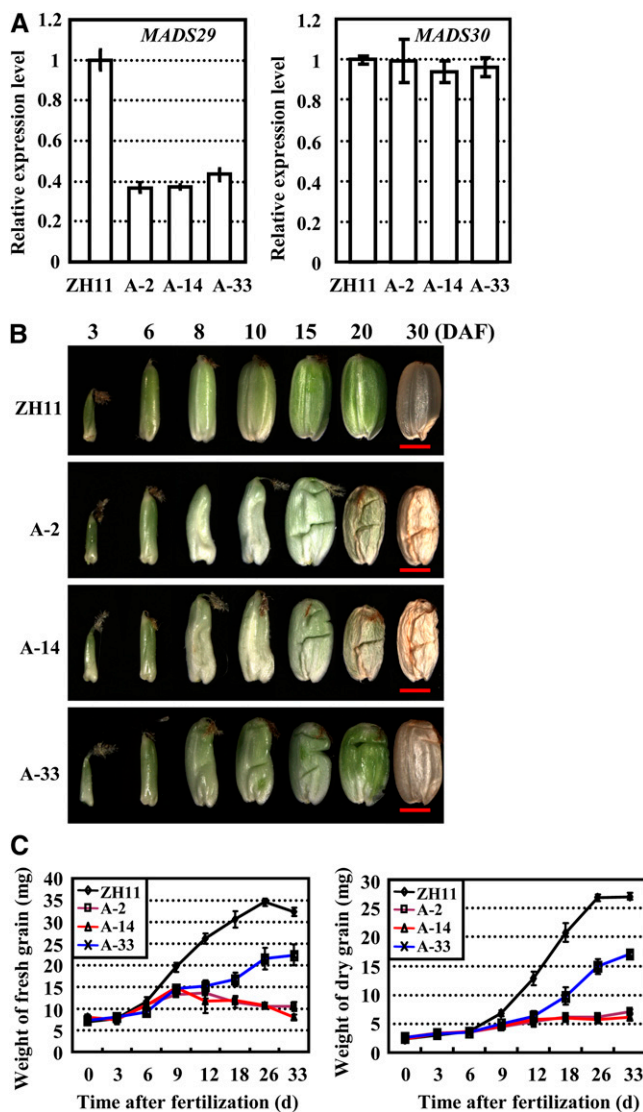 A
MADS29
Relative expression level
1.2
1
0.8
0.6
0.4
0.2
0
ZH11 A-2 A-14 A-33
MADS30
Relative expression level
1.2
1
0.8
0.6
0.4
0.2
0
ZH11 A-2 A-14 A-33
B
3 6 8 10 15 20 30 (DAF)
ZH11
A-2
A-14
A-33
C
Weight of fresh grain (mg)
40
35
30
25
20
15
10
5
0
ZH11
A-2
A-14
A-33
0 3 6 9 12 18 26 33
Time after fertilization (d)
Weight of dry grain (mg)
30
25
20
15
10
5
0
ZH11
A-2
A-14
A-33
0 3 6 9 12 18 26 33
Time after fertilization (d)